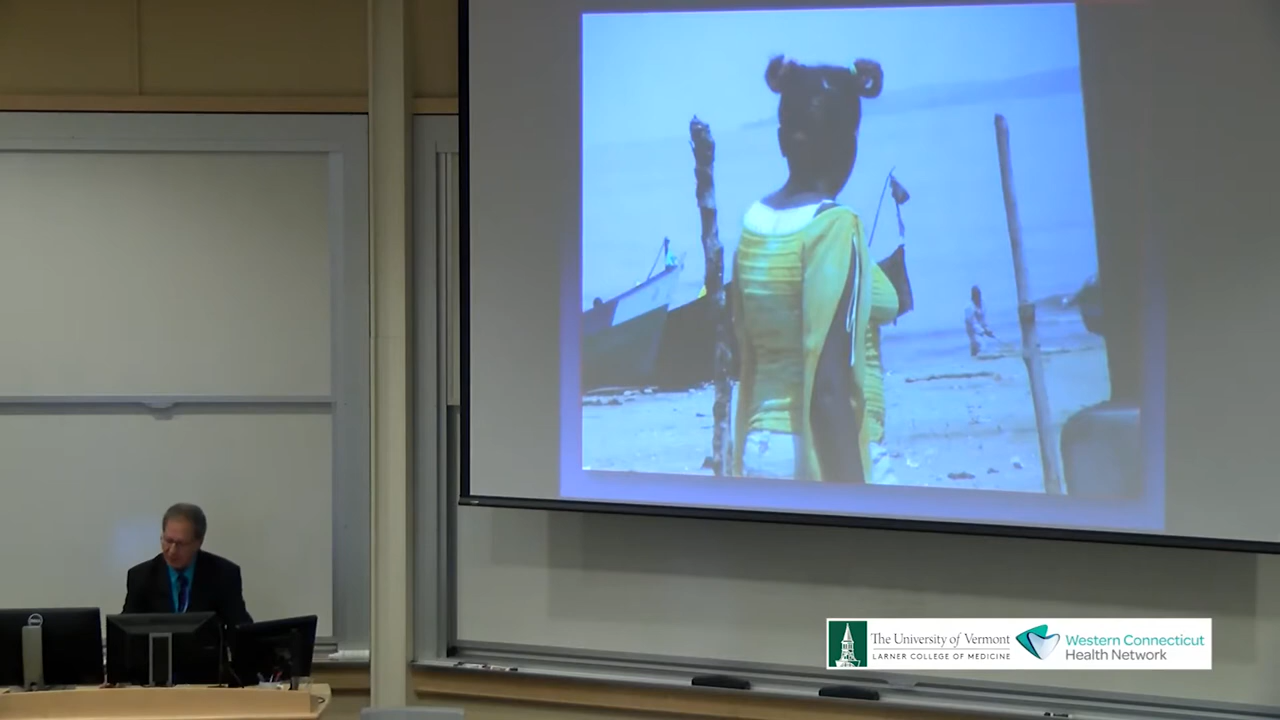 The University of Vermont
LARNER COLLEGE OF MEDICINE
Western Connecticut
Health Network